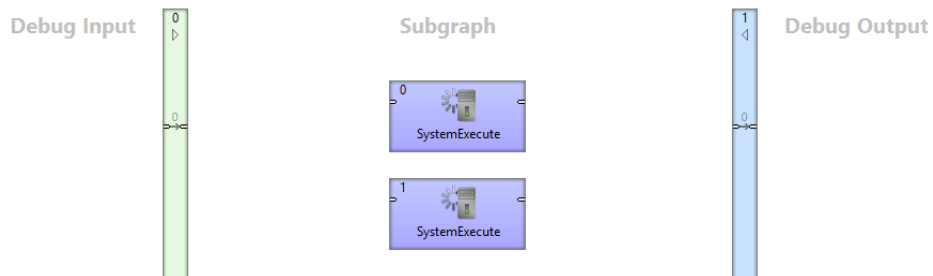 0
1
Debug Input
Subgraph
Debug Output
0
0
0
SystemExecute
1
SystemExecute